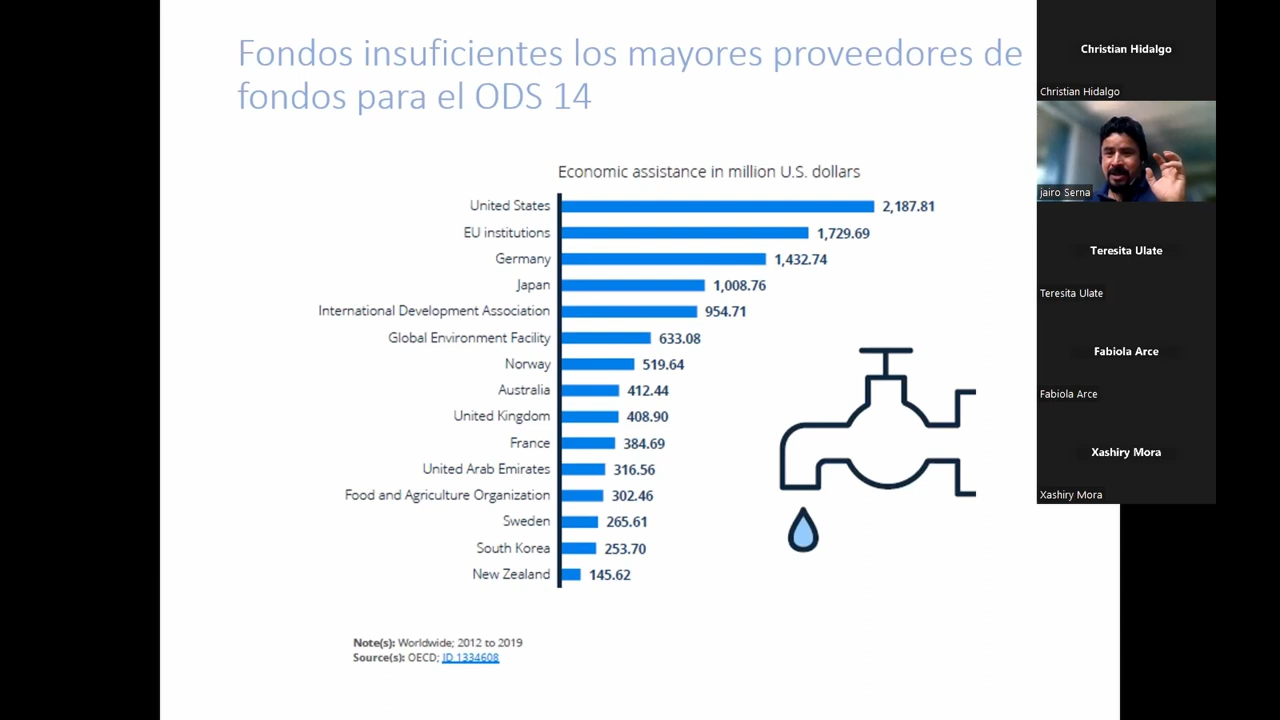 Fondos insuficientes los mayores proveedores de
fondos para el ODS 14
Economic assistance in million U.S. dollars
United States 2,187.81
EU institutions 1,729.69
Germany 1,432.74
Japan 1,008.76
International Development Association 954.71
Global Environment Facility 633.08
Norway 519.64
Australia 412.44
United Kingdom 408.90
France 384.69
United Arab Emirates 316.56
Food and Agriculture Organization 302.46
Sweden 265.61
South Korea 253.70
New Zealand 145.62
Note(s): Worldwide; 2012 to 2019
Source(s): OECD; ID 1334608
Christian Hidalgo
Christian Hidalgo
jairo Serna
Teresita Ulate
Teresita Ulate
Fabiola Arce
Fabiola Arce
Xashiry Mora
Xashiry Mora